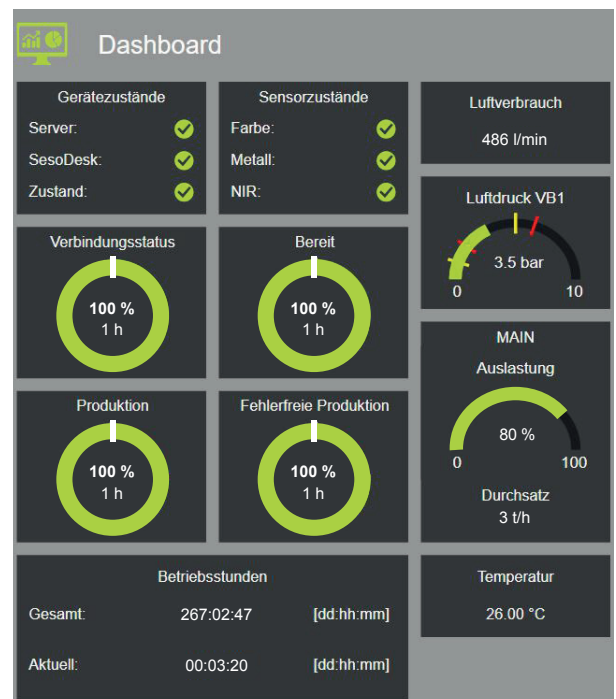 Dashboard
Gerätezustände
Server:
SesoDesk:
Zustand:
Sensorzustände
Farbe:
Metall:
NIR:
Luftverbrauch
486 l/min
Verbindungsstatus
100 %
1 h
Bereit
100 %
1 h
Luftdruck VB1
3.5 bar
0 10
Produktion
100 %
1 h
Fehlerfreie Produktion
100 %
1 h
MAIN
Auslastung
80 %
0 100
Durchsatz
3 t/h
Betriebsstunden
Gesamt: 267:02:47 [dd:hh:mm]
Aktuell: 00:03:20 [dd:hh:mm]
Temperatur
26.00 °C